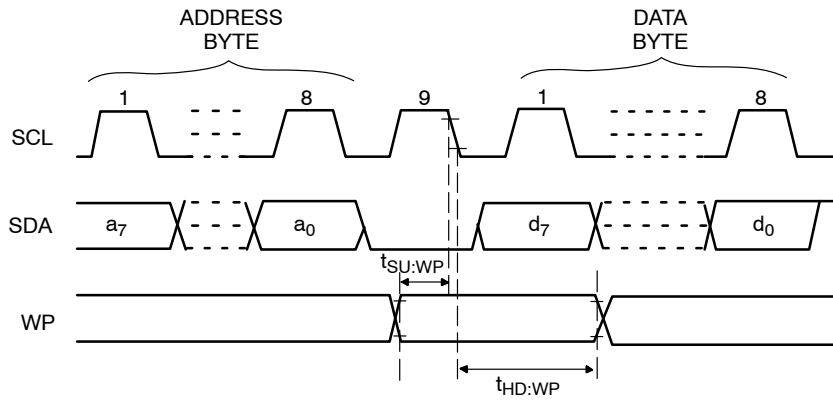 ADDRESS
BYTE
DATA
BYTE
1
8
9
1
8
SCL
SDA
a7
a0
d7
d0
tSU:WP
WP
tHD:WP